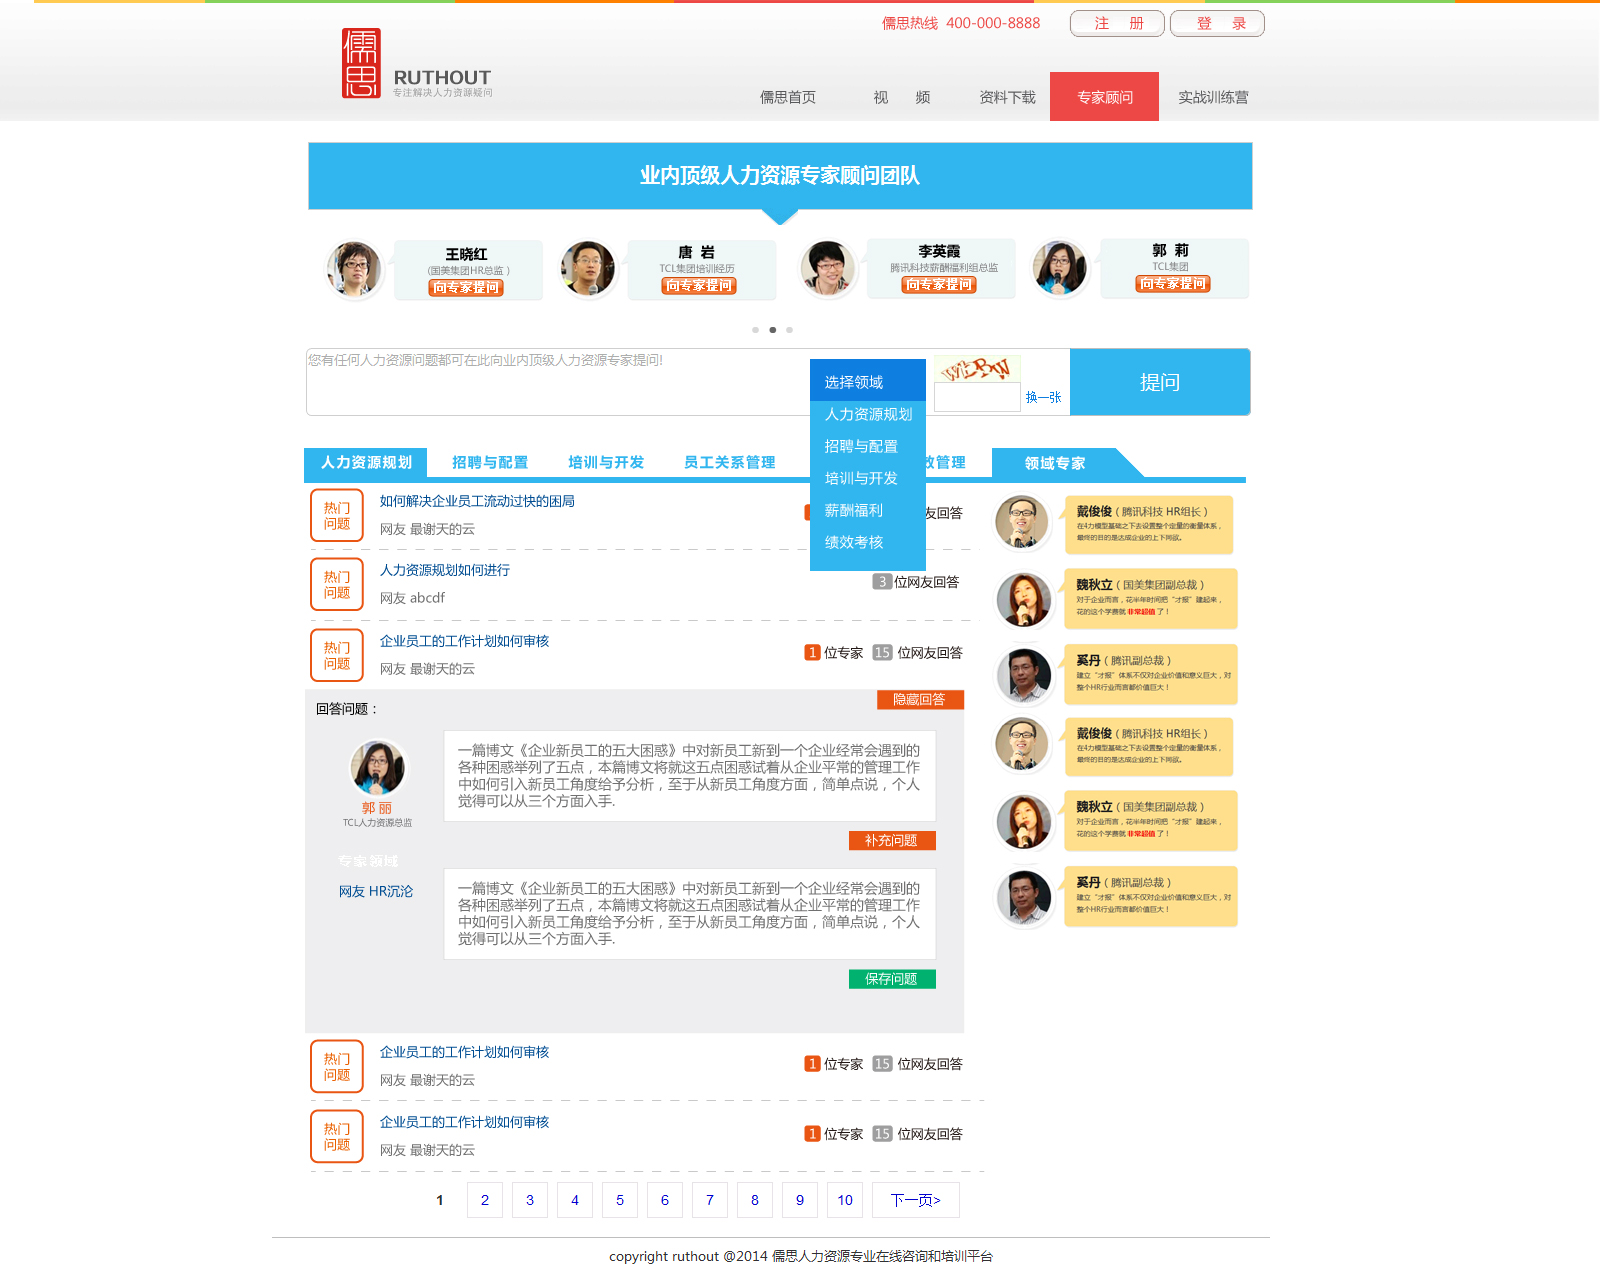 儒思热线 400-000-8888
注 册
登 录
儒思
RUTHOUT
专注解决人力资源疑问
儒思首页
视 频
资料下载
专家顾问
实战训练营
业内顶级人力资源专家顾问团队
王晓红
(国美集团HR总监 )
向专家提问
唐 岩
TCL集团培训经历
向专家提问
李英霞
腾讯科技薪酬福利组总监
向专家提问
郭 莉
TCL集团
向专家提问
您有任何人力资源问题都可在此向业内顶级人力资源专家提问!
选择领域
人力资源规划
招聘与配置
培训与开发
薪酬福利
绩效考核
换一张
提问
人力资源规划
招聘与配置
培训与开发
员工关系管理
效管理
领域专家
热门
问题
如何解决企业员工流动过快的困局
网友 最谢天的云
友回答
热门
问题
人力资源规划如何进行
网友 abcdf
3 位网友回答
热门
问题
企业员工的工作计划如何审核
网友 最谢天的云
1 位专家 15 位网友回答
隐藏回答
回答问题：
郭 丽
TCL人力资源总监
一篇博文《企业新员工的五大困惑》中对新员工新到一个企业经常会遇到的
各种困惑举列了五点，本篇博文将就这五点困惑试着从企业平常的管理工作
中如何引入新员工角度给予分析，至于从新员工角度方面，简单点说，个人
觉得可以从三个方面入手.
补充问题
专家领域
网友 HR沉沦
一篇博文《企业新员工的五大困惑》中对新员工新到一个企业经常会遇到的
各种困惑举列了五点，本篇博文将就这五点困惑试着从企业平常的管理工作
中如何引入新员工角度给予分析，至于从新员工角度方面，简单点说，个人
觉得可以从三个方面入手.
保存问题
热门
问题
企业员工的工作计划如何审核
网友 最谢天的云
1 位专家 15 位网友回答
热门
问题
企业员工的工作计划如何审核
网友 最谢天的云
1 位专家 15 位网友回答
戴俊俊 ( 腾讯科技 HR组长 )
在4力模型基础之下去设置整个定量的衡量体系，
最终的目的是达成企业的上下同欲。
魏秋立 ( 国美集团副总裁 )
对于企业而言，花半年时间把“才报”建起来，
花的这个学费就 非常超值 了！
奚丹 ( 腾讯副总裁 )
建立“才报”体系不仅对企业价值和意义巨大，对
整个HR行业而言都价值巨大！
戴俊俊 ( 腾讯科技 HR组长 )
在4力模型基础之下去设置整个定量的衡量体系，
最终的目的是达成企业的上下同欲。
魏秋立 ( 国美集团副总裁 )
对于企业而言，花半年时间把“才报”建起来，
花的这个学费就 非常超值 了！
奚丹 ( 腾讯副总裁 )
建立“才报”体系不仅对企业价值和意义巨大，对
整个HR行业而言都价值巨大！
1 2 3 4 5 6 7 8 9 10 下一页>
copyright ruthout @2014 儒思人力资源专业在线咨询和培训平台